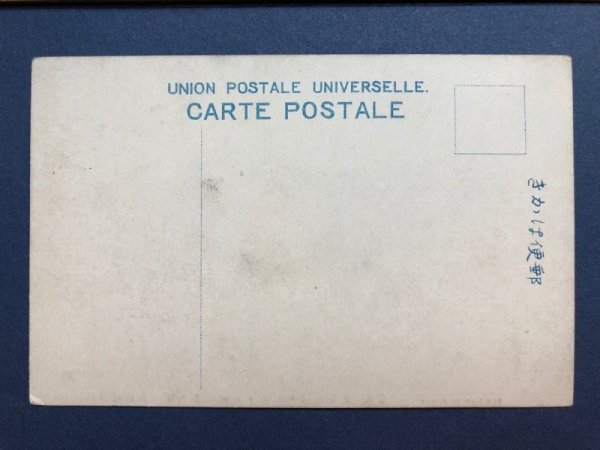 UNION POSTALE UNIVERSELLE.
CARTE POSTALE
郵便はかき